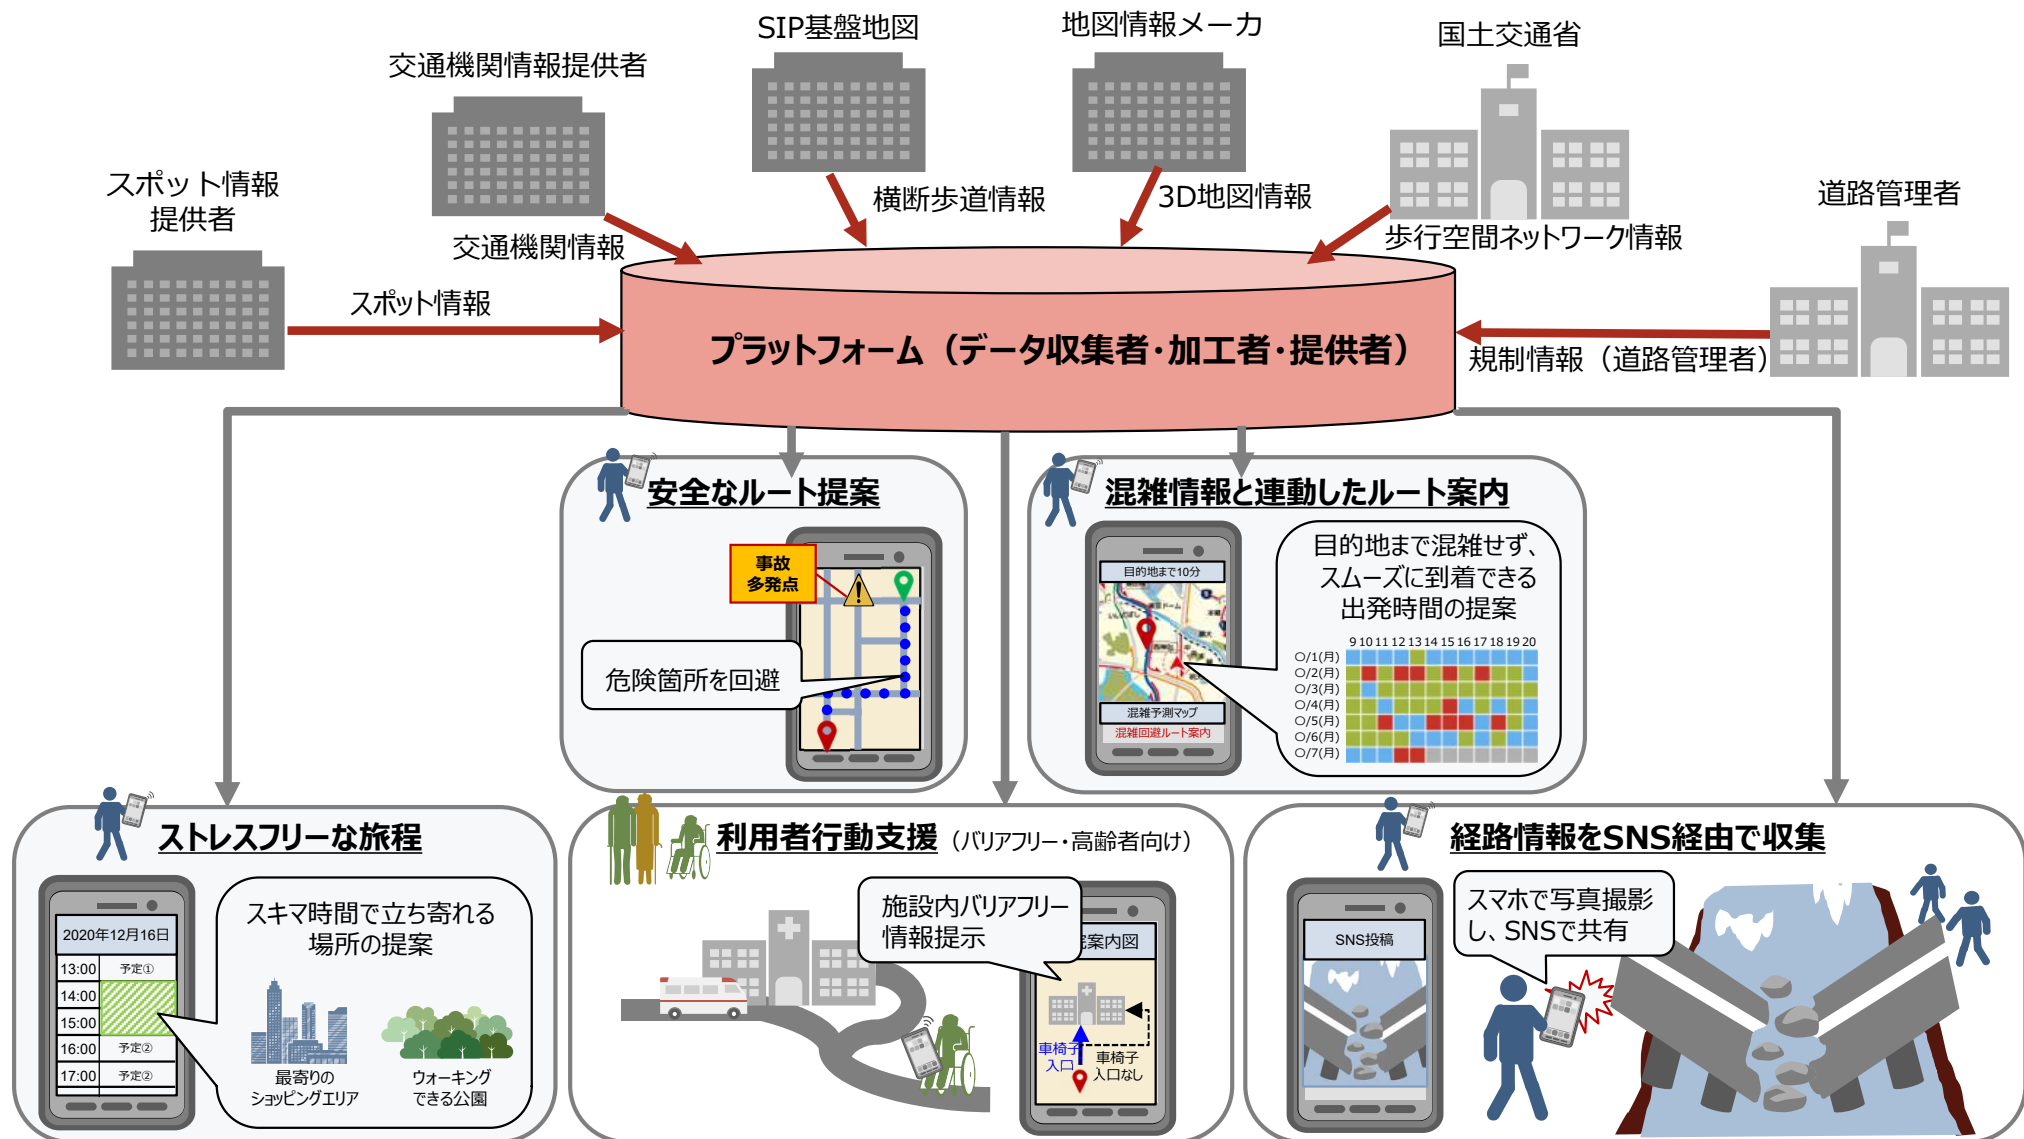 SIP基盤地図
地図情報メーカ
国土交通省
交通機関情報提供者
スポット情報
提供者
道路管理者
横断歩道情報
3D地図情報
交通機関情報
歩行空間ネットワーク情報
スポット情報
規制情報（道路管理者）
プラットフォーム（データ収集者・加工者・提供者）
安全なルート提案
事故
多発点
危険箇所を回避
混雑情報と連動したルート案内
目的地まで10分
混雑予測マップ
混雑回避ルート案内
目的地まで混雑せず、
スムーズに到着できる
出発時間の提案
9 10 11 12 13 14 15 16 17 18 19 20
〇/1(月)
〇/2(月)
〇/3(月)
〇/4(月)
〇/5(月)
〇/6(月)
〇/7(月)
ストレスフリーな旅程
2020年12月16日
13:00 予定①
14:00
15:00
16:00 予定②
17:00 予定②
スキマ時間で立ち寄れる
場所の提案
最寄りの
ショッピングエリア
ウォーキング
できる公園
利用者行動支援（バリアフリー・高齢者向け）
施設内バリアフリー
情報提示
案内図
車椅子
入口
車椅子
入口なし
経路情報をSNS経由で収集
SNS投稿
スマホで写真撮影
し、SNSで共有